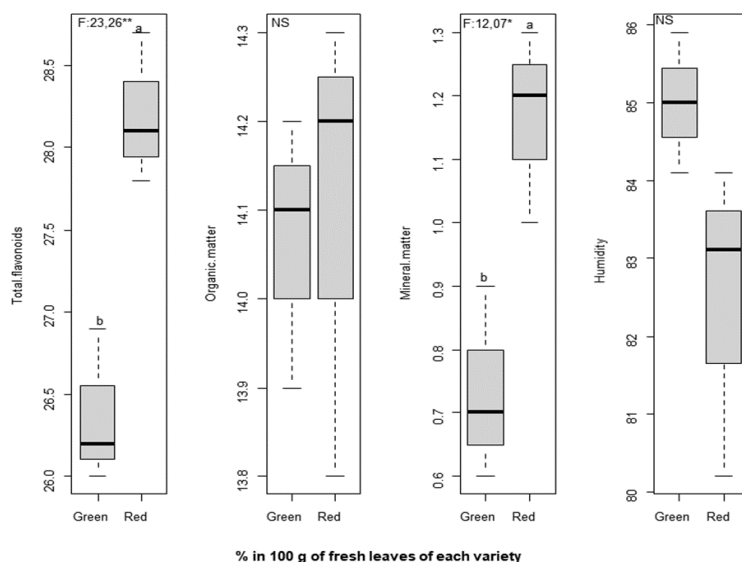 F:23,26**
a
b
Total.flavonoids
28.5
28.0
27.5
27.0
26.5
26.0
Green Red
NS
Organic.matter
14.3
14.2
14.1
14.0
13.9
13.8
Green Red
F:12,07*
a
b
Mineral.matter
1.3
1.2
1.1
1.0
0.9
0.8
0.7
0.6
Green Red
NS
Humidity
86
85
84
83
82
81
80
Green Red
% in 100 g of fresh leaves of each variety